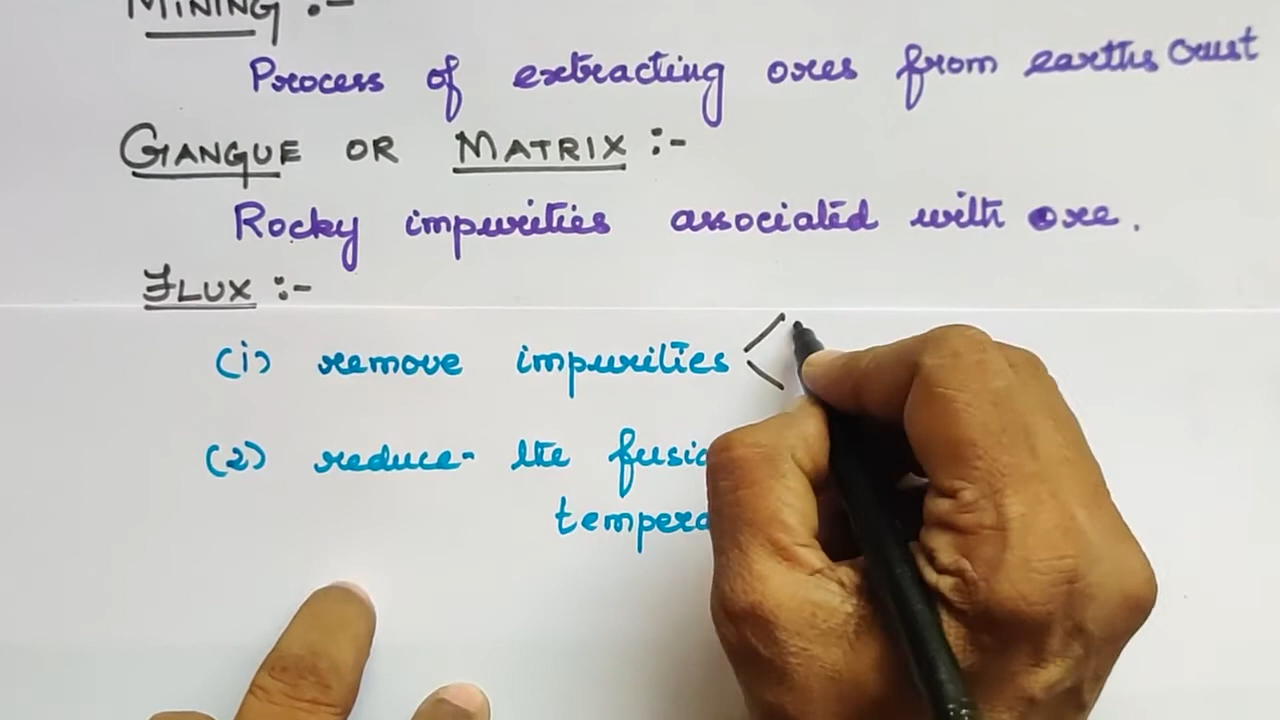 MINING :-
Process of extracting ores from earths crust
GANGUE OR MATRIX :-
Rocky impurities associated with ore.
FLUX :-
(i) remove impurities
(2) reduce the